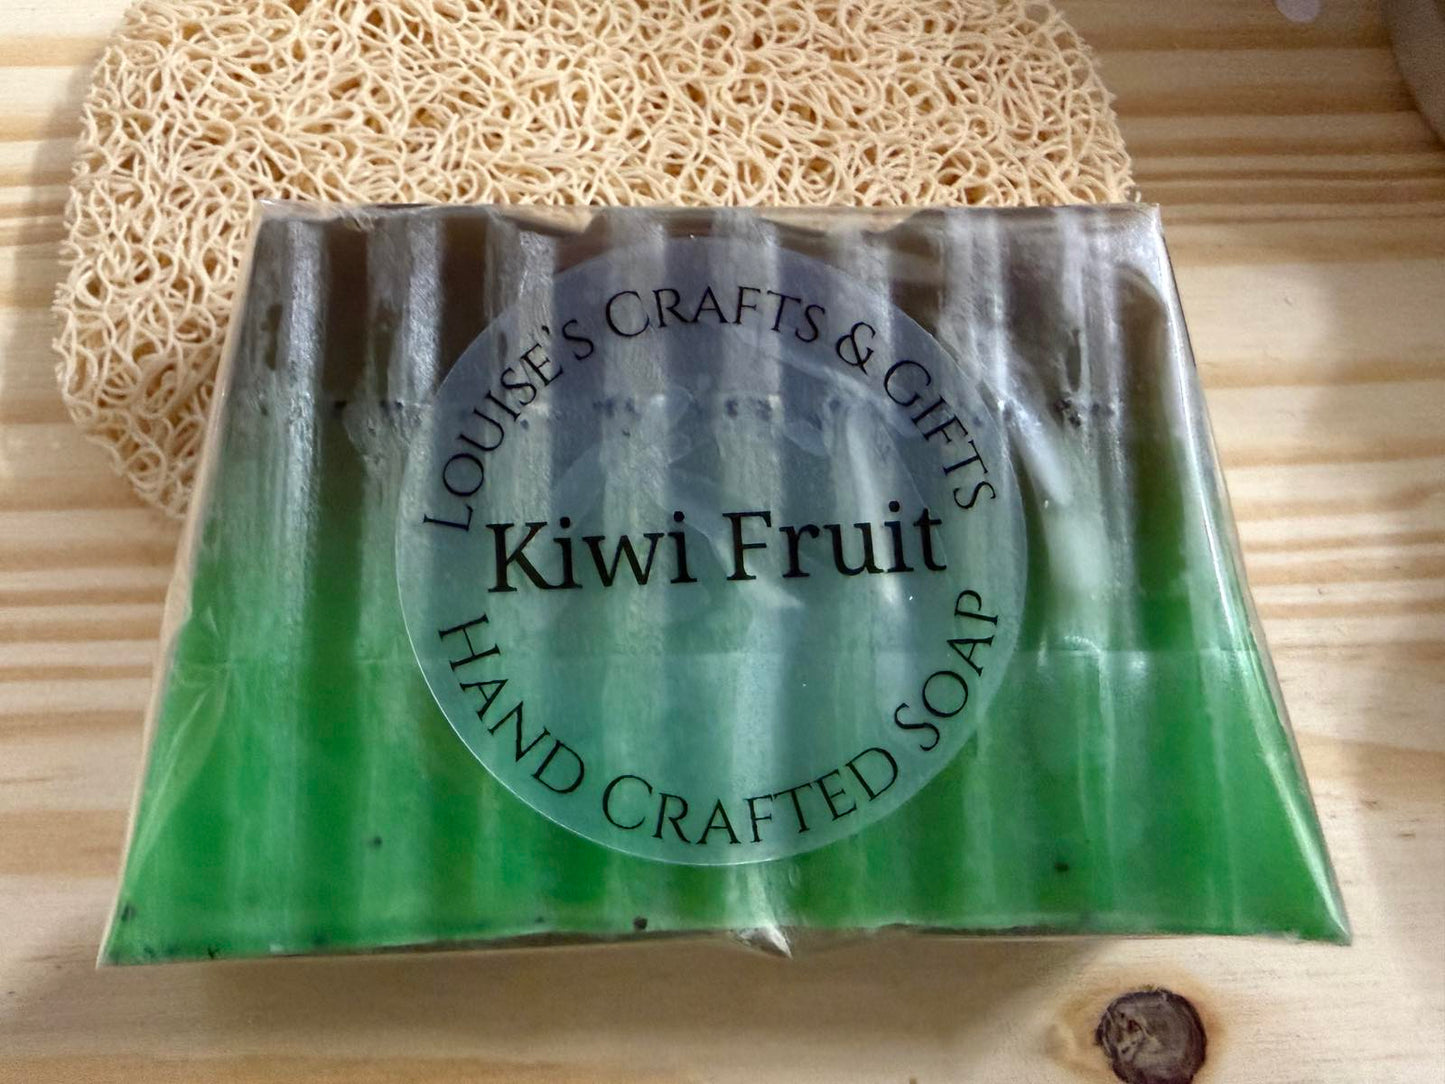 LOUISE'S CRAFTS & GIFTS
Kiwi Fruit
HAND CRAFTED SOAP